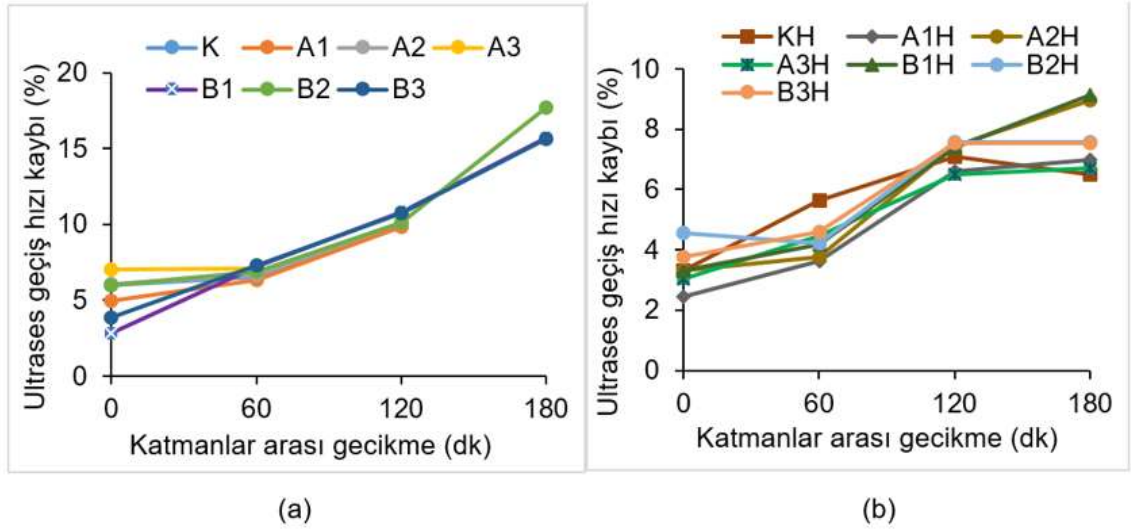 K A1 A2 A3
B1 B2 B3
Ultrases geçiş hızı kaybı (%)
20
15
10
5
0
0 60 120 180
Katmanlar arası gecikme (dk)
(a)
KH A1H A2H
A3H B1H B2H
B3H
Ultrases geçiş hızı kaybı (%)
10
8
6
4
2
0
0 60 120 180
Katmanlar arası gecikme (dk)
(b)